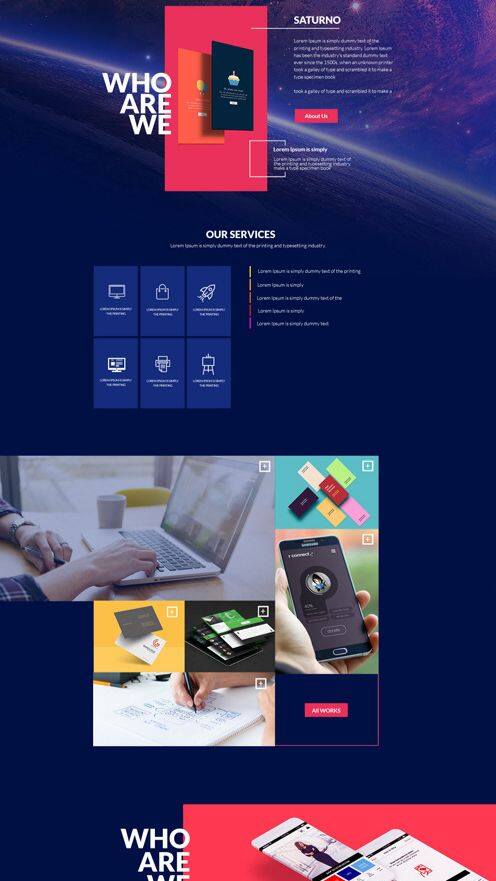 SATURNO
Lorem Ipsum is simply dummy text of the
printing and typesetting industry. Lorem Ipsum
has been the industry's standard dummy text
ever since the 1500s, when an unknown printer
took a galley of type and scrambled it to make a
type specimen book
took a galley of type and scrambled it to make a
WHO
ARE
WE
About Us
Lorem Ipsum is simply
Lorem Ipsum is simply dummy text of
the printing and typesetting industry.
make a type specimen book
OUR SERVICES
Lorem Ipsum is simply dummy text of the printing and typesetting industry.
LOREM IPSUM IS SIMPLY
THE PRINTING
LOREM IPSUM IS SIMPLY
THE PRINTING
LOREM IPSUM IS SIMPLY
THE PRINTING
LOREM IPSUM IS SIMPLY
THE PRINTING
LOREM IPSUM IS SIMPLY
THE PRINTING
LOREM IPSUM IS SIMPLY
THE PRINTING
Lorem Ipsum is simply dummy text of the printing
Lorem Ipsum is simply
Lorem Ipsum is simply dummy text of the
Lorem Ipsum is simply
Lorem Ipsum is simply dummy text
connect
All WORKS
WHO
ARE
WE